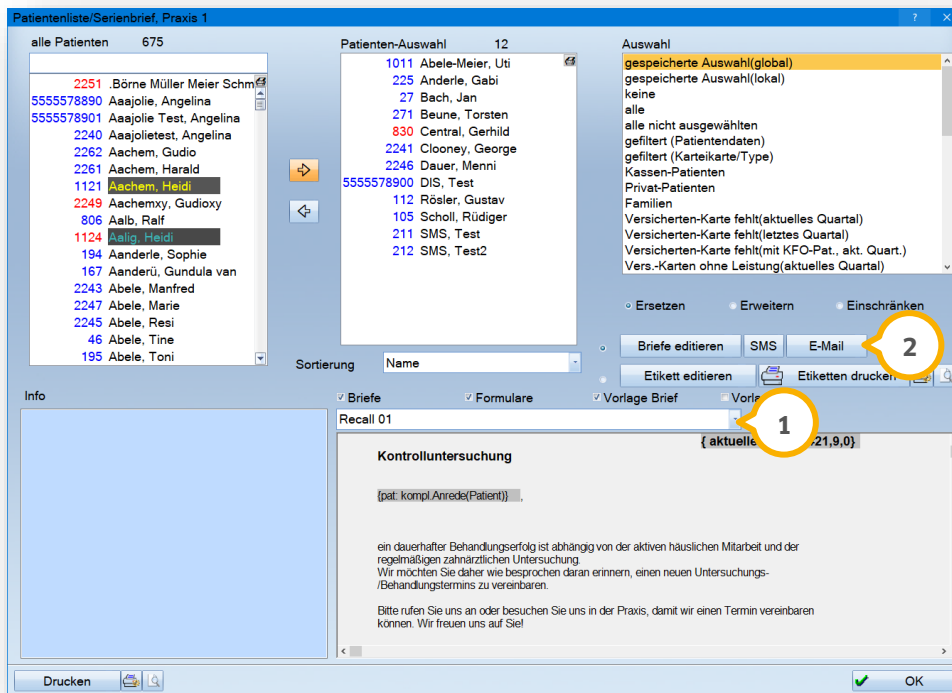 Patientenliste/Serienbrief, Praxis 1
alle Patienten 675
2251 .Börne Müller Meier Schm
5555578890 Aaajolie, Angelina
5555578901 Aaajolie Test, Angelina
2240 Aaajolietest, Angelina
2262 Aachem, Gudio
2261 Aachem, Harald
1121 Aachem, Heidi
2249 Aachemxy, Gudioxy
806 Aalb, Ralf
1124 Aalig, Heidi
194 Aanderle, Sophie
167 Aanderü, Gundula van
2243 Abele, Manfred
2247 Abele, Marie
2245 Abele, Resi
46 Abele, Tine
195 Abele, Toni
Patienten-Auswahl 12
1011 Abele-Meier, Uti
225 Anderle, Gabi
27 Bach, Jan
271 Beune, Torsten
830 Central, Gerhild
2241 Clooney, George
2246 Dauer, Menni
5555578900 DIS, Test
112 Rösler, Gustav
105 Scholl, Rüdiger
211 SMS, Test
212 SMS, Test2
Sortierung Name
Auswahl
gespeicherte Auswahl(global)
gespeicherte Auswahl(lokal)
keine
alle
alle nicht ausgewählten
gefiltert (Patientendaten)
gefiltert (Karteikarte/Type)
Kassen-Patienten
Privat-Patienten
Familien
Versicherten-Karte fehlt(aktuelles Quartal)
Versicherten-Karte fehlt(letztes Quartal)
Versicherten-Karte fehlt(mit KFO-Pat., akt. Quart.)
Vers.-Karten ohne Leistung(aktuelles Quartal)
Ersetzen Erweitern Einschränken
Briefe editieren SMS E-Mail 2
Etikett editieren Etiketten drucken
Info
Briefe Formulare Vorlage Brief
Recall 01 1
{ aktuelle 21,9,0}
Kontrolluntersuchung
{pat: kompl.Anrede(Patient)} ,
ein dauerhafter Behandlungserfolg ist abhängig von der aktiven häuslichen Mitarbeit und der
regelmäßigen zahnärztlichen Untersuchung.
Wir möchten Sie daher wie besprochen daran erinnern, einen neuen Untersuchungs-
/Behandlungstermins zu vereinbaren.
Bitte rufen Sie uns an oder besuchen Sie uns in der Praxis, damit wir einen Termin vereinbaren
können. Wir freuen uns auf Sie!
Drucken OK